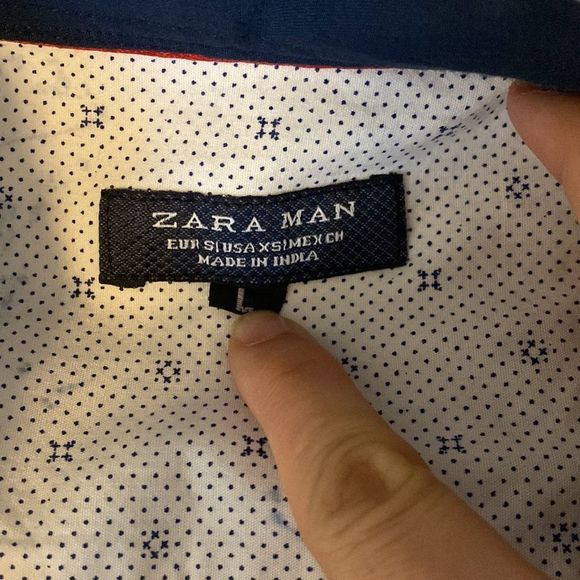 ZARA MAN
EUR S|USA XS|MEX CH
MADE IN INDIA